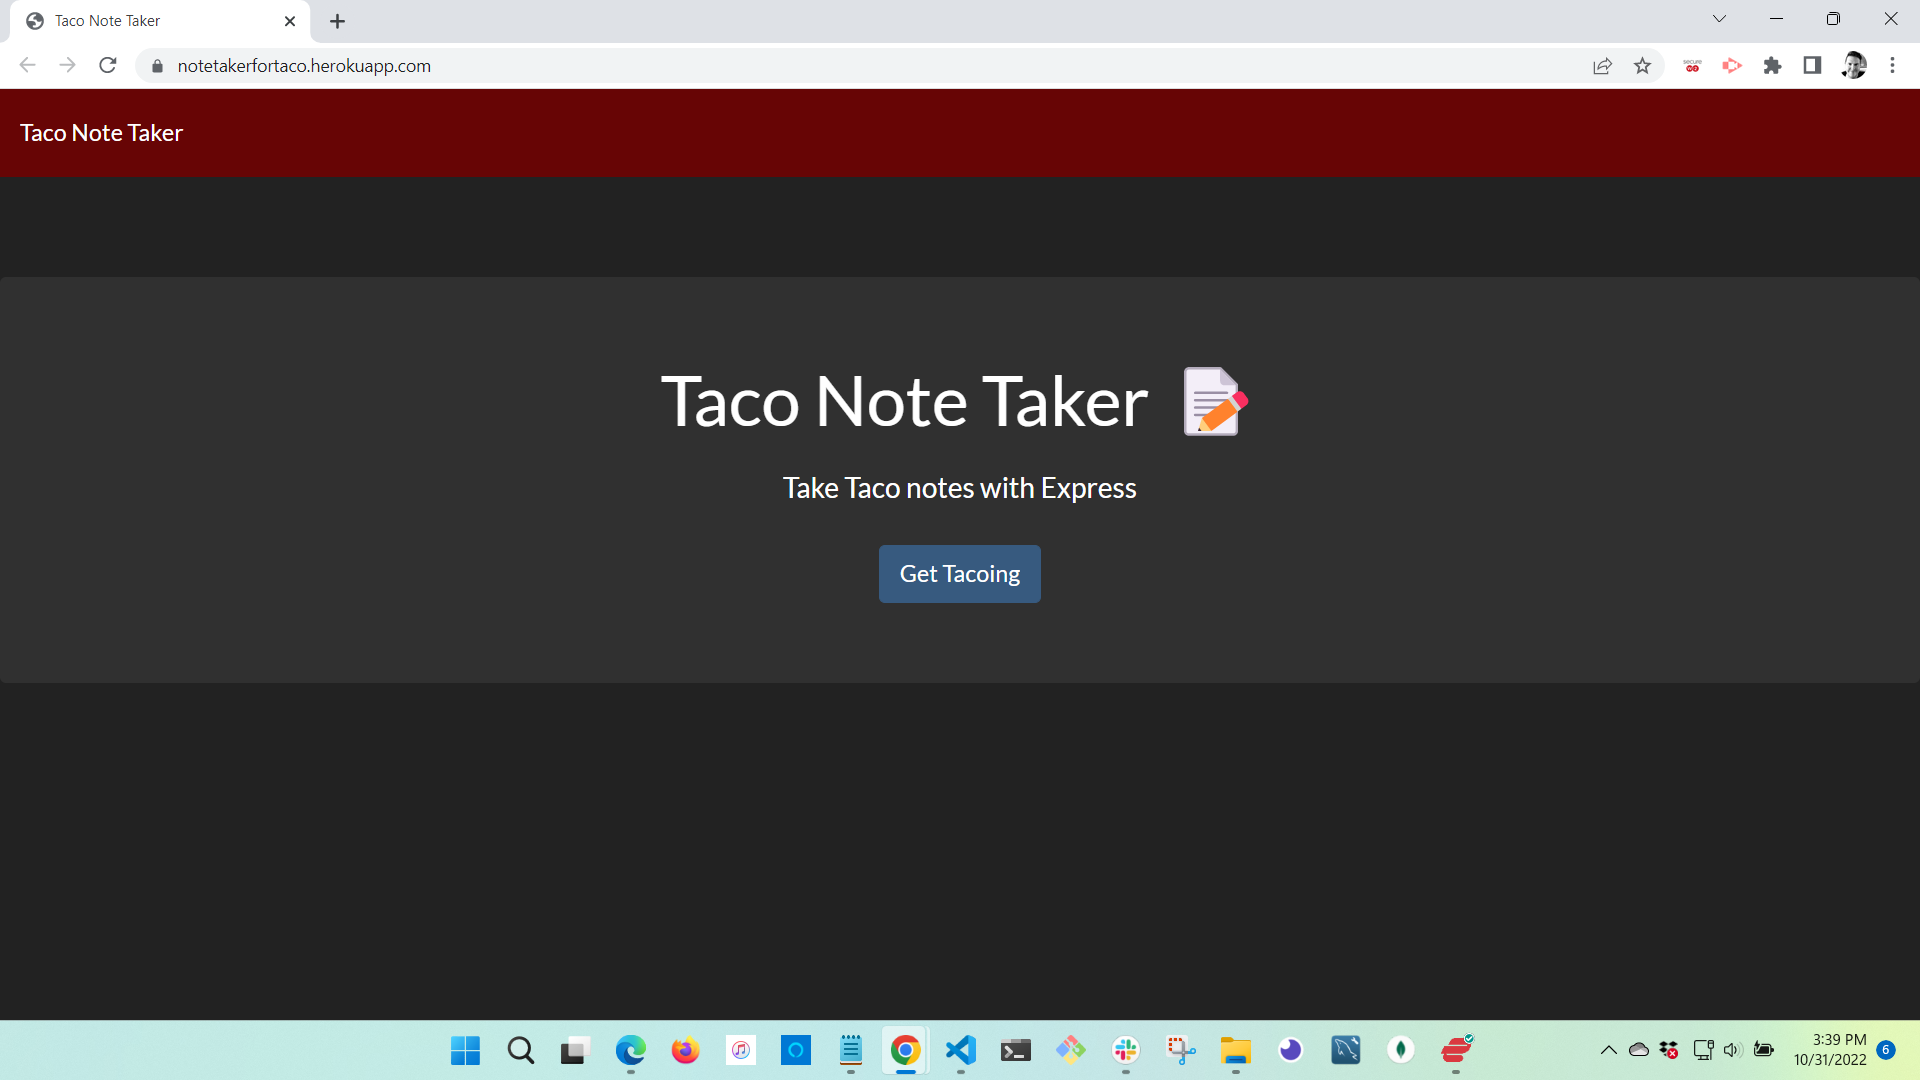 Taco Note Taker
notetakerfortaco.herokuapp.com
Taco Note Taker
Taco Note Taker
Take Taco notes with Express
Get Tacoing
3:39 PM
10/31/2022
6